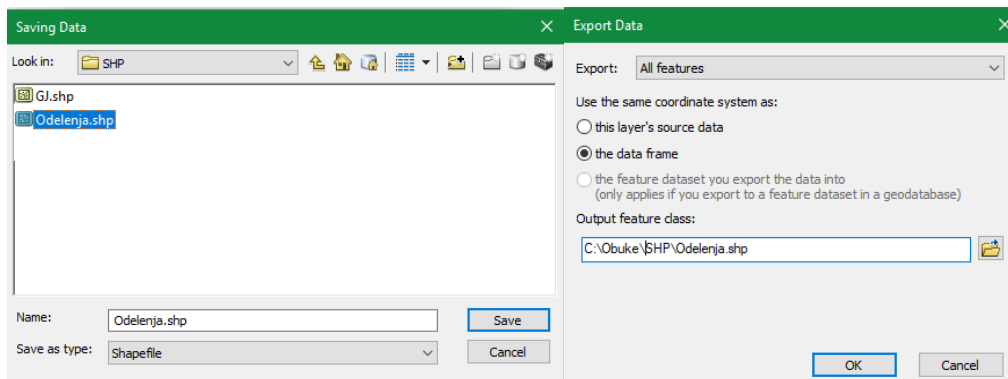 Saving Data
Look in:
SHP
GJ.shp
Odelenja.shp
Name:
Odelenja.shp
Save
Save as type:
Shapefile
Cancel
Export Data
Export:
All features
Use the same coordinate system as:
this layer's source data
the data frame
the feature dataset you export the data into
(only applies if you export to a feature dataset in a geodatabase)
Output feature class:
C:\Obuke\SHP\Odelenja.shp
OK
Cancel